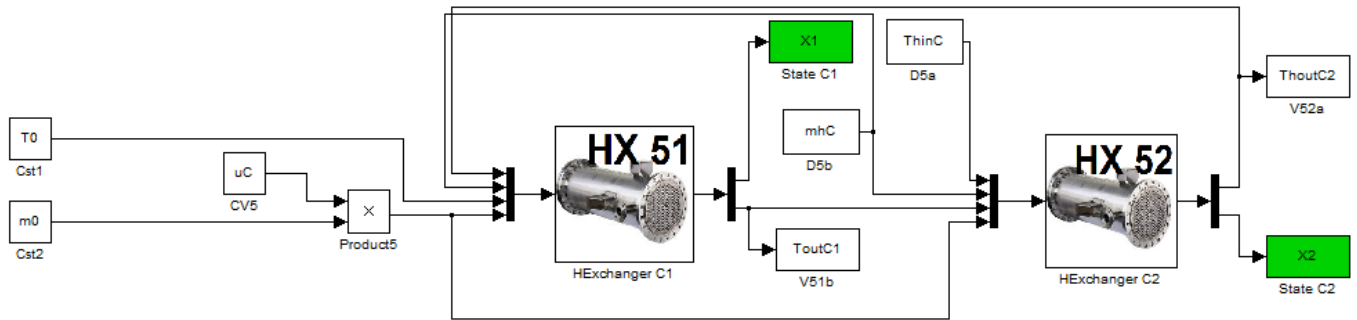 T0
Cst1
uC
CV5
m0
Cst2
×
Product5
HX 51
HExchanger C1
X1
State C1
mhC
D5b
ToutC1
V51b
ThinC
D5a
HX 52
HExchanger C2
ThoutC2
V52a
X2
State C2